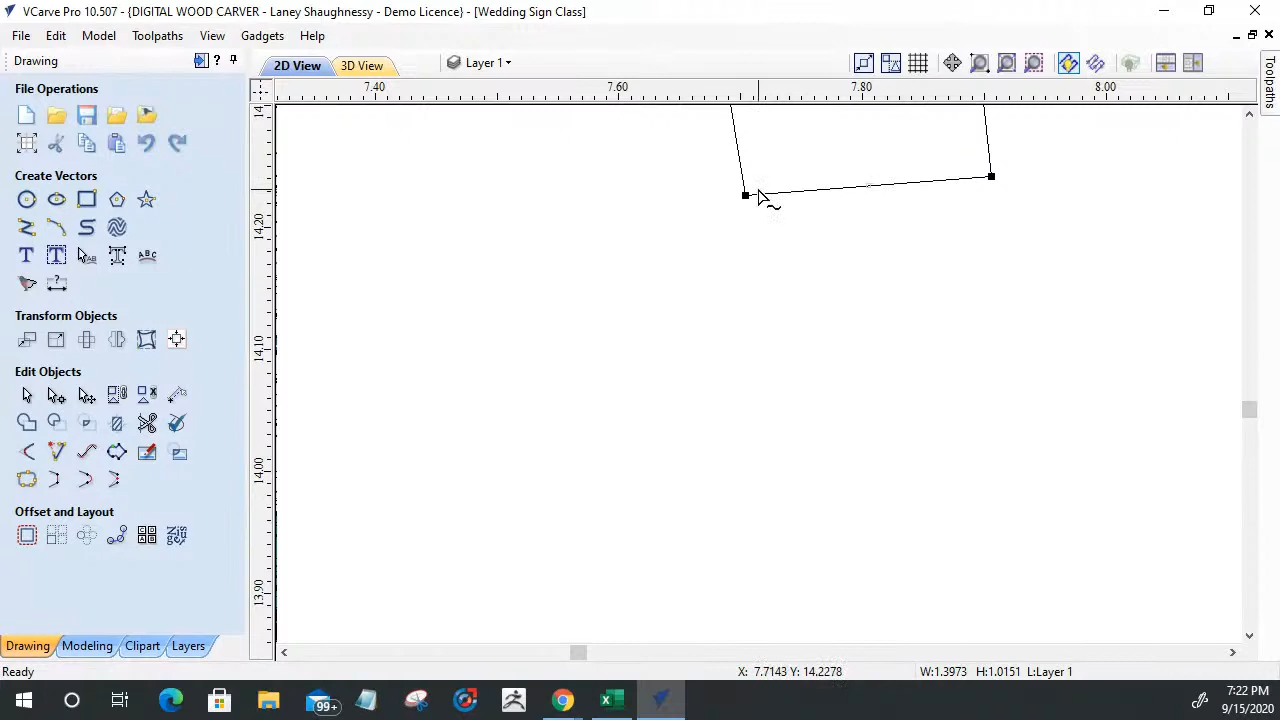 VCarve Pro 10.507 - {DIGITAL WOOD CARVER - Laney Shaughnessy - Demo Licence} - [Wedding Sign Class]
File Edit Model Toolpaths View Gadgets Help
Drawing
?
2D View
3D View
Layer 1
Toolpaths
7.40 7.60 7.80 8.00
File Operations
Create Vectors
Transform Objects
Edit Objects
Offset and Layout
14.20
14.10
14.00
13.90
Drawing Modeling Clipart Layers
Ready
X: 7.7143 Y: 14.2278
W:1.3973 H:1.0151 L:Layer 1
99+
7:22 PM
9/15/2020